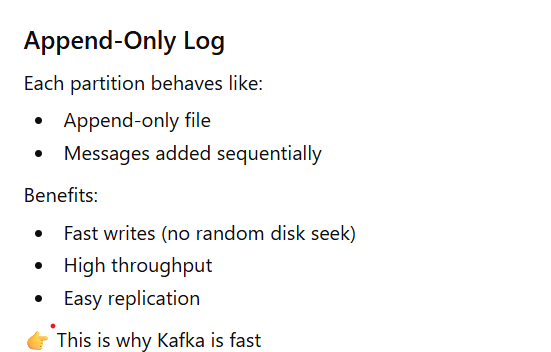 Append-Only Log
Each partition behaves like:
• Append-only file
• Messages added sequentially
Benefits:
• Fast writes (no random disk seek)
• High throughput
• Easy replication
👉 This is why Kafka is fast